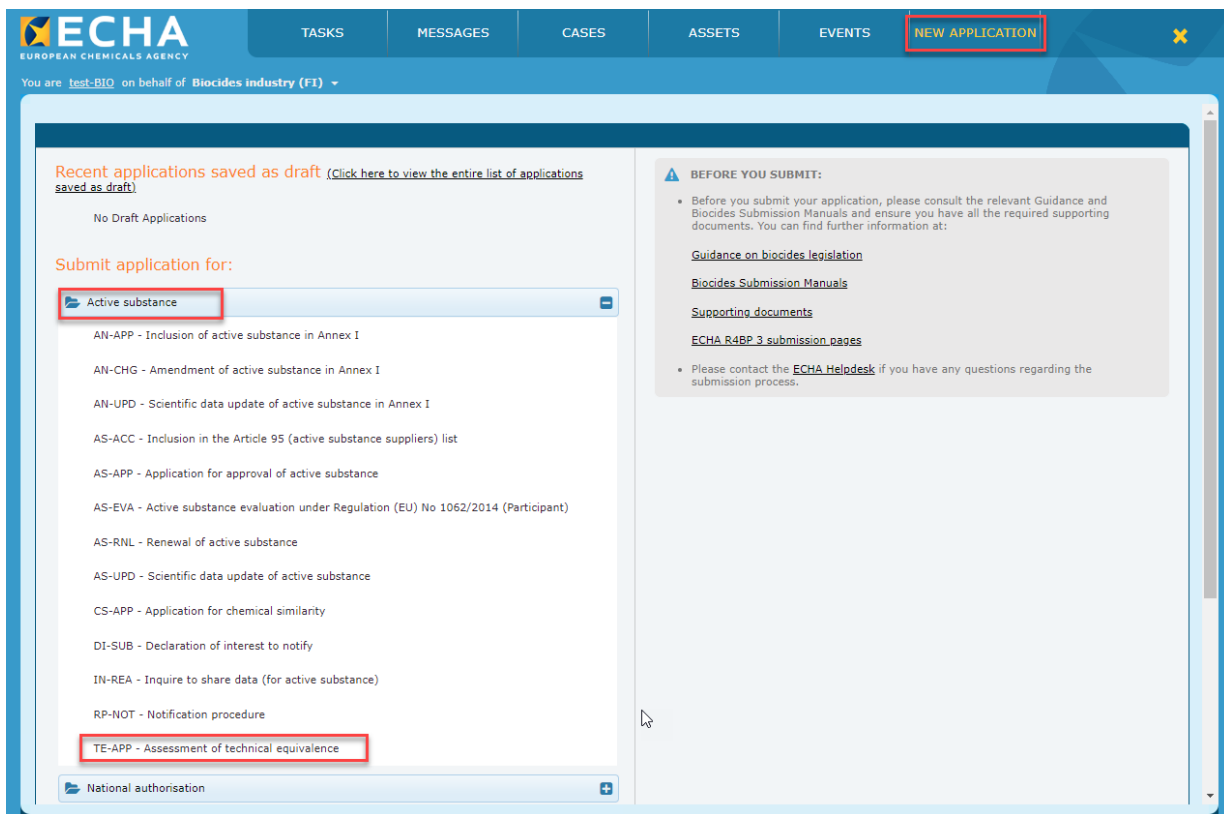 ECHA
EUROPEAN CHEMICALS AGENCY
TASKS
MESSAGES
CASES
ASSETS
EVENTS
NEW APPLICATION
You are test-BIO on behalf of Biocides industry (FI)
Recent applications saved as draft (Click here to view the entire list of applications
saved as draft)
No Draft Applications
Submit application for:
Active substance
AN-APP - Inclusion of active substance in Annex I
AN-CHG - Amendment of active substance in Annex I
AN-UPD - Scientific data update of active substance in Annex I
AS-ACC - Inclusion in the Article 95 (active substance suppliers) list
AS-APP - Application for approval of active substance
AS-EVA - Active substance evaluation under Regulation (EU) No 1062/2014 (Participant)
AS-RNL - Renewal of active substance
AS-UPD - Scientific data update of active substance
CS-APP - Application for chemical similarity
DI-SUB - Declaration of interest to notify
IN-REA - Inquire to share data (for active substance)
RP-NOT - Notification procedure
TE-APP - Assessment of technical equivalence
National authorisation
BEFORE YOU SUBMIT:
• Before you submit your application, please consult the relevant Guidance and
Biocides Submission Manuals and ensure you have all the required supporting
documents. You can find further information at:
Guidance on biocides legislation
Biocides Submission Manuals
Supporting documents
ECHA R4BP 3 submission pages
• Please contact the ECHA Helpdesk if you have any questions regarding the
submission process.